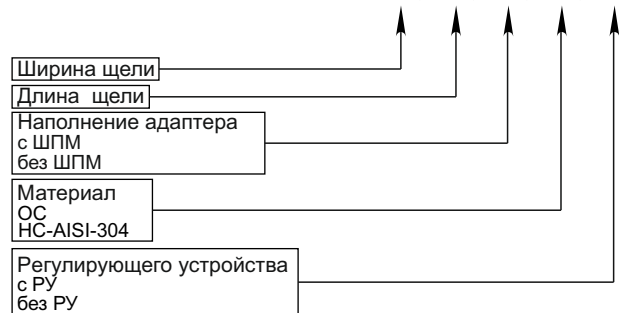 Ширина щели
Длина щели
Наполнение адаптера
с ШПМ
без ШПМ
Материал
ОС
НС-AISI-304
Регулирующего устройства
с РУ
без РУ